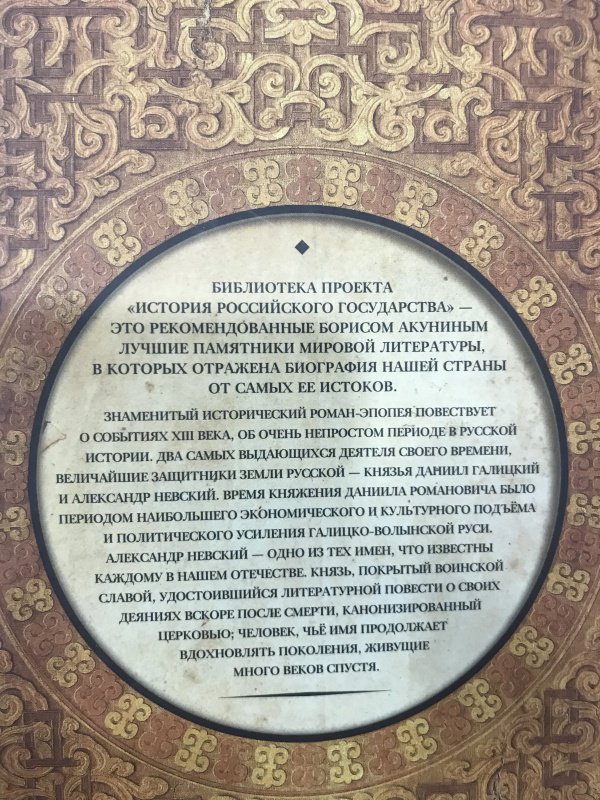 БИБЛИОТЕКА ПРОЕКТА
«ИСТОРИЯ РОССИЙСКОГО ГОСУДАРСТВА» —
ЭТО РЕКОМЕНДОВАННЫЕ БОРИСОМ АКУНИНЫМ
ЛУЧШИЕ ПАМЯТНИКИ МИРОВОЙ ЛИТЕРАТУРЫ,
В КОТОРЫХ ОТРАЖЕНА БИОГРАФИЯ НАШЕЙ СТРАНЫ
ОТ САМЫХ ЕЕ ИСТОКОВ.
ЗНАМЕНИТЫЙ ИСТОРИЧЕСКИЙ РОМАН-ЭПОПЕЯ ПОВЕСТВУЕТ
О СОБЫТИЯХ XIII ВЕКА, ОБ ОЧЕНЬ НЕПРОСТОМ ПЕРИОДЕ В РУССКОЙ
ИСТОРИИ. ДВА САМЫХ ВЫДАЮЩИХСЯ ДЕЯТЕЛЯ СВОЕГО ВРЕМЕНИ,
ВЕЛИЧАЙШИЕ ЗАЩИТНИКИ ЗЕМЛИ РУССКОЙ — КНЯЗЬЯ ДАНИИЛ ГАЛИЦКИЙ
И АЛЕКСАНДР НЕВСКИЙ. ВРЕМЯ КНЯЖЕНИЯ ДАНИИЛА РОМАНОВИЧА БЫЛО
ПЕРИОДОМ НАИБОЛЬШЕГО ЭКОНОМИЧЕСКОГО И КУЛЬТУРНОГО ПОДЪЁМА
И ПОЛИТИЧЕСКОГО УСИЛЕНИЯ ГАЛИЦКО-ВОЛЫНСКОЙ РУСИ.
АЛЕКСАНДР НЕВСКИЙ — ОДНО ИЗ ТЕХ ИМЕН, ЧТО ИЗВЕСТНЫ
КАЖДОМУ В НАШЕМ ОТЕЧЕСТВЕ. КНЯЗЬ, ПОКРЫТЫЙ ВОИНСКОЙ
СЛАВОЙ, УДОСТОИВШИЙСЯ ЛИТЕРАТУРНОЙ ПОВЕСТИ О СВОИХ
ДЕЯНИЯХ ВСКОРЕ ПОСЛЕ СМЕРТИ, КАНОНИЗИРОВАННЫЙ
ЦЕРКОВЬЮ; ЧЕЛОВЕК, ЧЬЁ ИМЯ ПРОДОЛЖАЕТ
ВДОХНОВЛЯТЬ ПОКОЛЕНИЯ, ЖИВУЩИЕ
МНОГО ВЕКОВ СПУСТЯ.